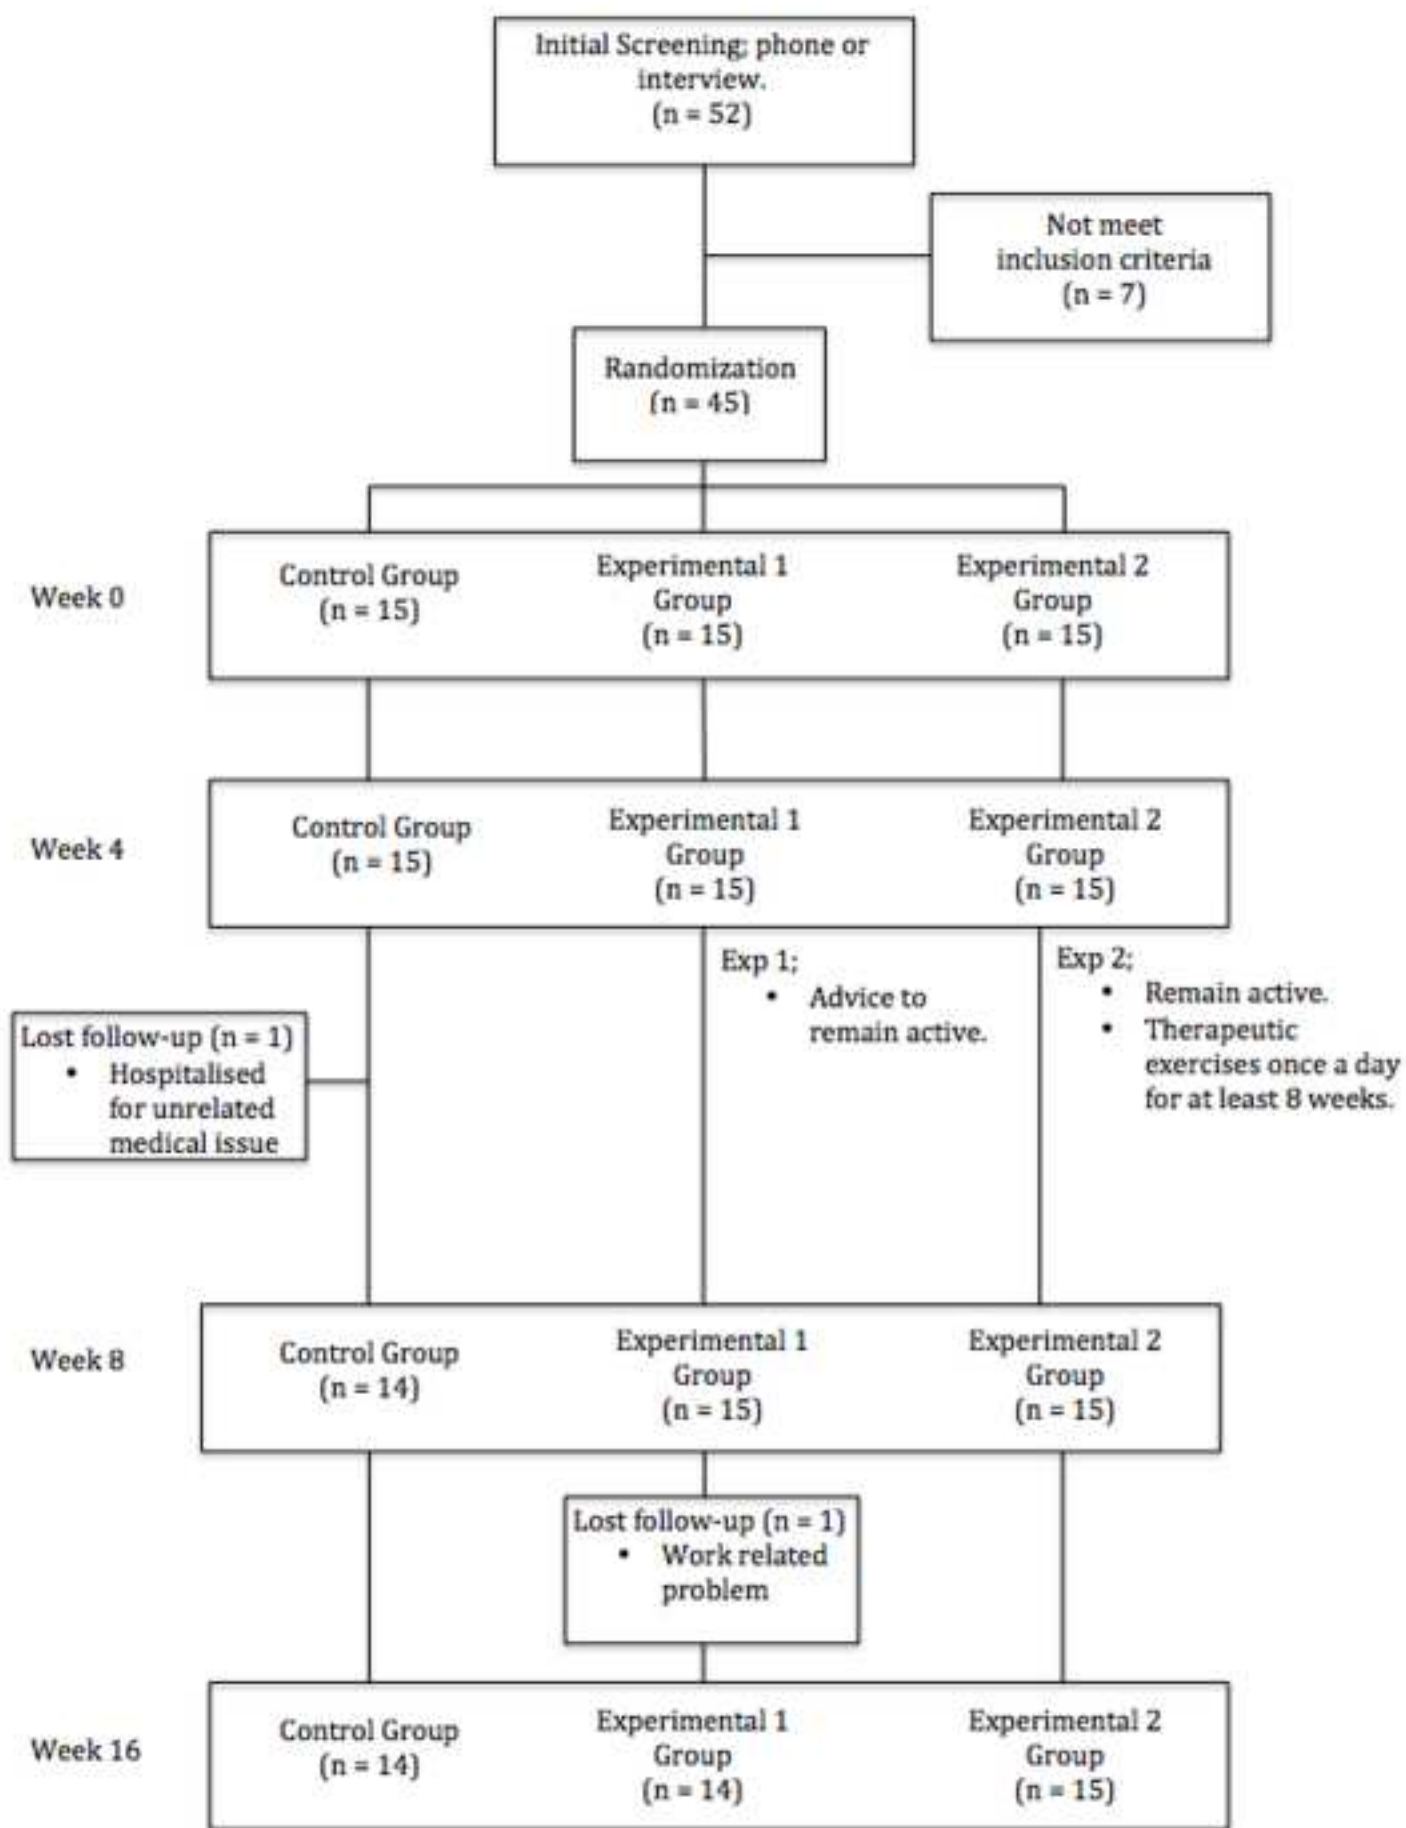 Initial Screening; phone or
interview.
(n = 52)
Not meet
inclusion criteria
(n = 7)
Randomization
(n = 45)
Week 0
Control Group
(n = 15)
Experimental 1
Group
(n = 15)
Experimental 2
Group
(n = 15)
Week 4
Control Group
(n = 15)
Experimental 1
Group
(n = 15)
Experimental 2
Group
(n = 15)
Lost follow-up (n = 1)
• Hospitalised
for unrelated
medical issue
Exp 1;
• Advice to
remain active.
Exp 2;
• Remain active.
• Therapeutic
exercises once a day
for at least 8 weeks.
Week 8
Control Group
(n = 14)
Experimental 1
Group
(n = 15)
Experimental 2
Group
(n = 15)
Lost follow-up (n = 1)
• Work related
problem
Week 16
Control Group
(n = 14)
Experimental 1
Group
(n = 14)
Experimental 2
Group
(n = 15)